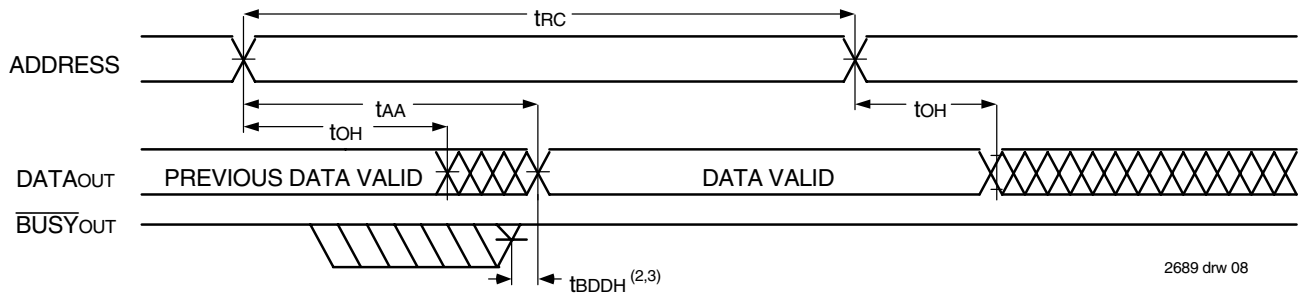 tRC
ADDRESS
tAA
tOH
tOH
DATAOUT
PREVIOUS DATA VALID
DATA VALID
BUSYOUT
tBDDH (2,3)
2689 drw 08